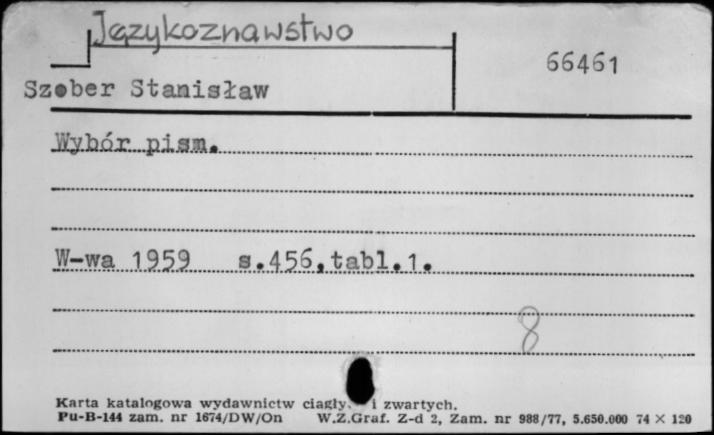 Językoznawstwo
66461
Szober Stanisław
Wybór pism.
W-wa 1959 s.456,tabl.1.
8
Karta katalogowa wydawnictw ciagły. i zwartych.
Pu-B-144 zam. nr 1674/DW/On W.Z.Graf. Z-d 2, Zam. nr 988/77, 5.650.000 74 × 120